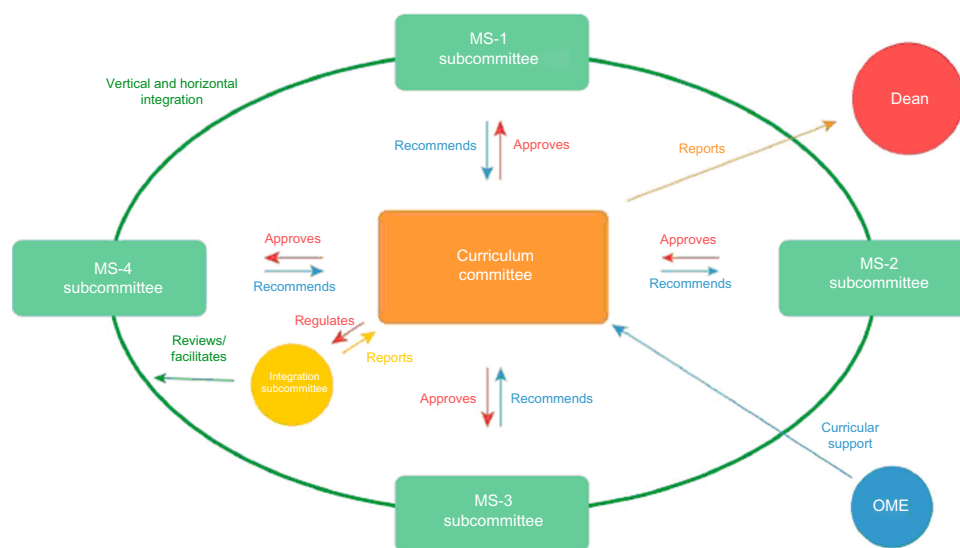 MS-1
subcommittee
Vertical and horizontal
integration
Dean
Recommends
Approves
Reports
Approves
Recommends
Curriculum
committee
Approves
Recommends
MS-4
subcommittee
MS-2
subcommittee
Regulates
Reports
Reviews/
facilitates
Integration
subcommittee
Approves
Recommends
Curricular
support
MS-3
subcommittee
OME